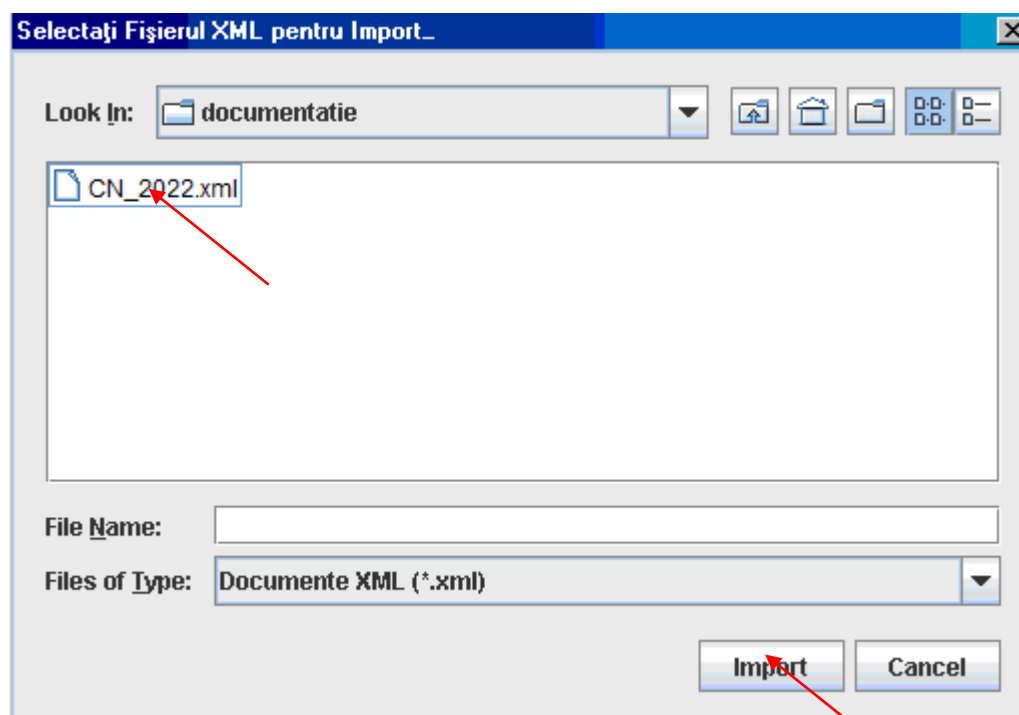 Selectaţi Fişierul XML pentru Import_
Look In: documentatie
CN_2022.xml
File Name:
Files of Type: Documente XML (*.xml)
Import Cancel